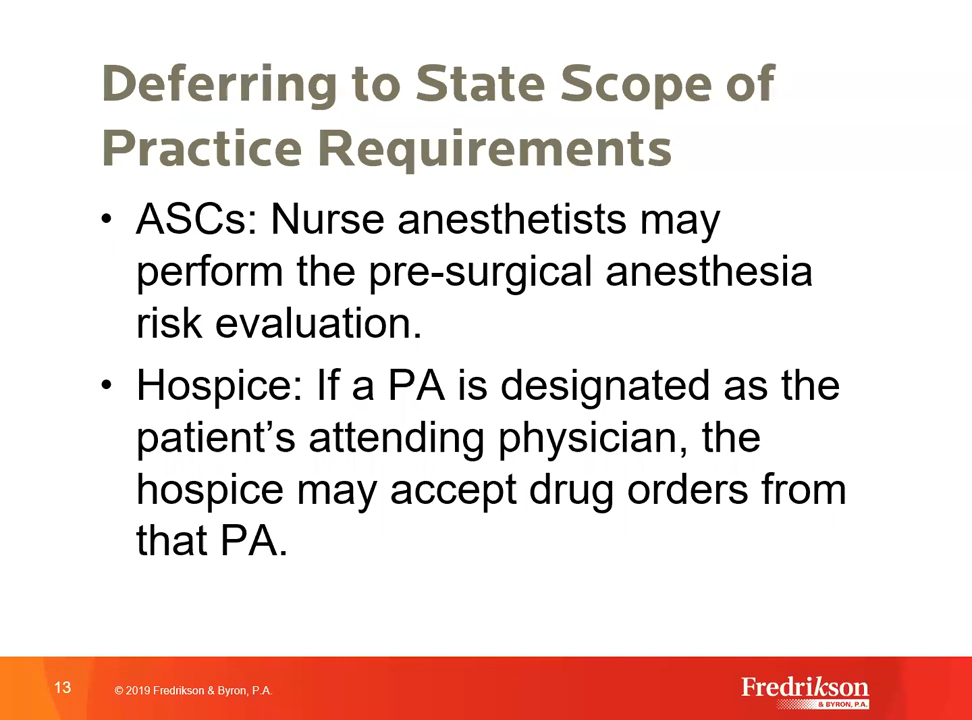 Deferring to State Scope of
Practice Requirements
• ASCs: Nurse anesthetists may
perform the pre-surgical anesthesia
risk evaluation.
• Hospice: If a PA is designated as the
patient’s attending physician, the
hospice may accept drug orders from
that PA.
13
© 2019 Fredrikson & Byron, P.A.
Fredrikson
& BYRON, P.A.